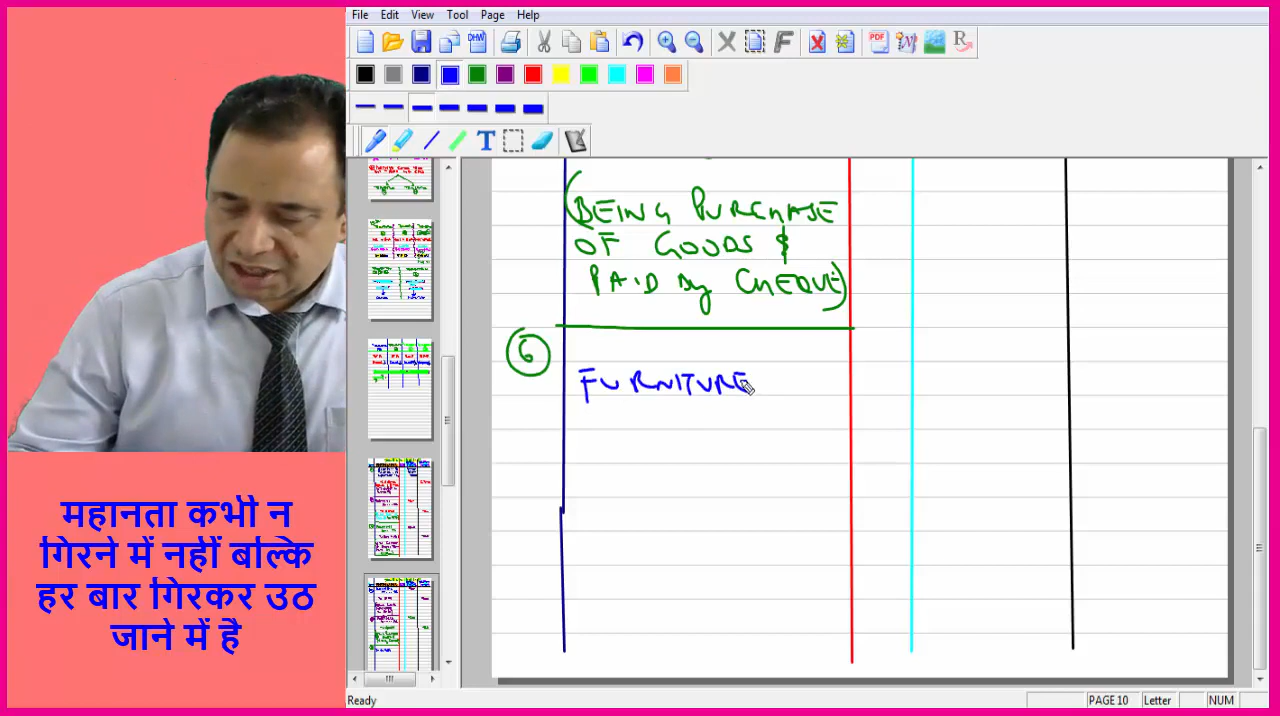 File Edit View Tool Page Help
(BEING PURCHASE
OF GOODS &
PAID By CHEQUE)
6
FURNITURE
महानता कभी न
गिरने में नहीं बल्कि
हर बार गिरकर उठ
जाने में है
Ready PAGE 10 Letter NUM